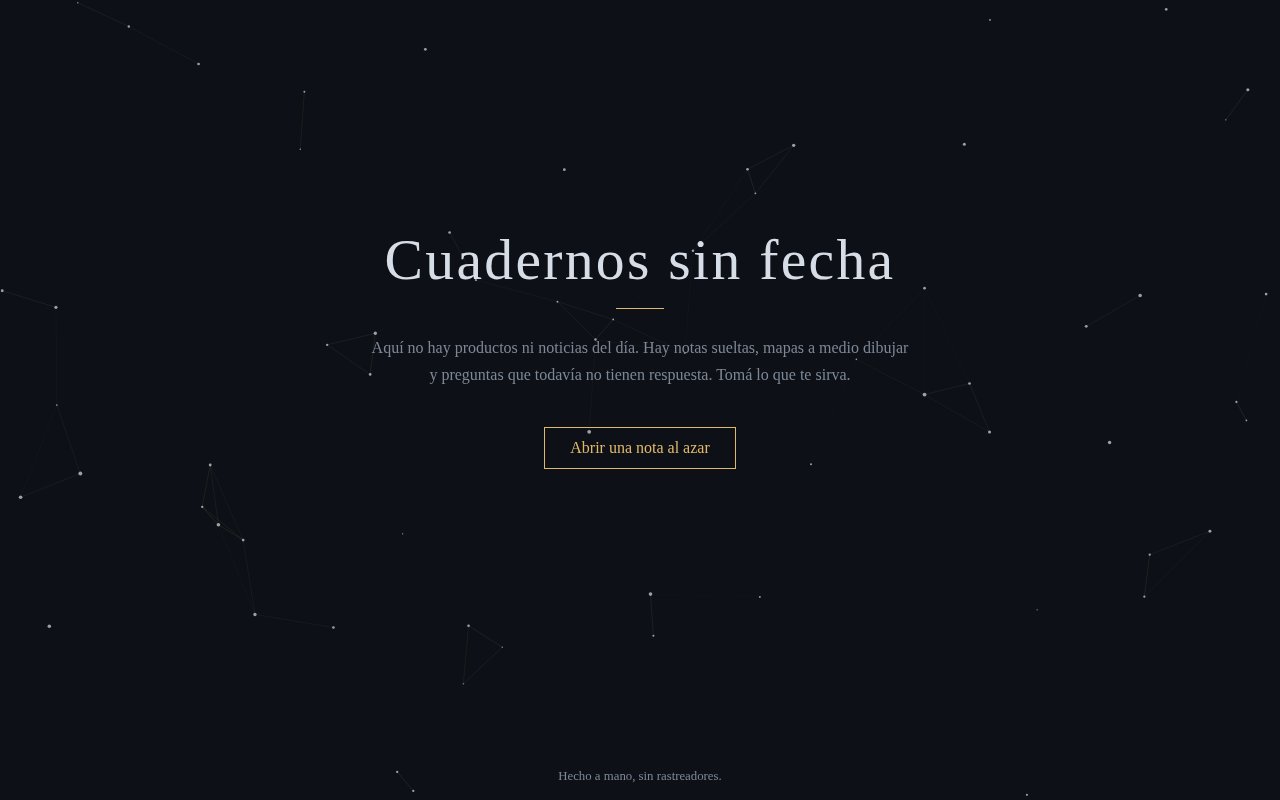 Cuadernos sin fecha
Aquí no hay productos ni noticias del día. Hay notas sueltas, mapas a medio dibujar
y preguntas que todavía no tienen respuesta. Tomá lo que te sirva.
Abrir una nota al azar
Hecho a mano, sin rastreadores.